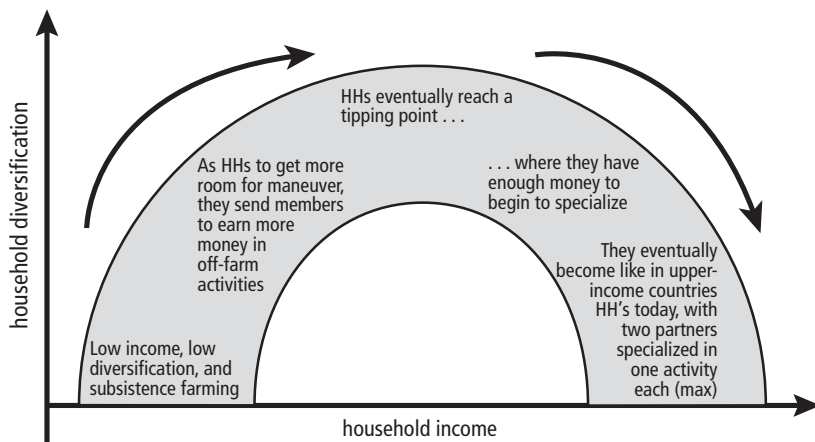 household diversification
HHs eventually reach a
tipping point . . .
As HHs to get more
room for maneuver,
they send members
to earn more
money in
off-farm
activities
. . . where they have
enough money to
begin to specialize
Low income, low
diversification, and
subsistence farming
They eventually
become like in upper-
income countries
HH's today, with
two partners
specialized in
one activity
each (max)
household income